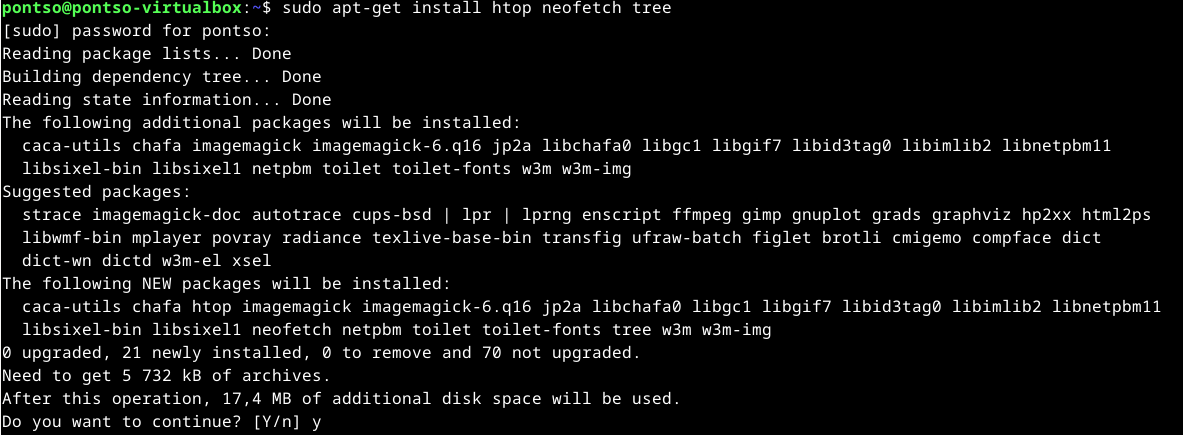 pontso@pontso-virtualbox:~$ sudo apt-get install htop neofetch tree
[sudo] password for pontso:
Reading package lists... Done
Building dependency tree... Done
Reading state information... Done
The following additional packages will be installed:
  caca-utils chafa imagemagick imagemagick-6.q16 jp2a libchafa0 libgc1 libgif7 libid3tag0 libimlib2 libnetpbm11
  libsixel-bin libsixel1 netpbm toilet toilet-fonts w3m w3m-img
Suggested packages:
  strace imagemagick-doc autotrace cups-bsd | lpr | lprng enscript ffmpeg gimp gnuplot grads graphviz hp2xx html2ps
  libwmf-bin mplayer povray radiance texlive-base-bin transfig ufraw-batch figlet brotli cmigemo compface dict
  dict-wn dictd w3m-el xsel
The following NEW packages will be installed:
  caca-utils chafa htop imagemagick imagemagick-6.q16 jp2a libchafa0 libgc1 libgif7 libid3tag0 libimlib2 libnetpbm11
  libsixel-bin libsixel1 neofetch netpbm toilet toilet-fonts tree w3m w3m-img
0 upgraded, 21 newly installed, 0 to remove and 70 not upgraded.
Need to get 5 732 kB of archives.
After this operation, 17,4 MB of additional disk space will be used.
Do you want to continue? [Y/n] y